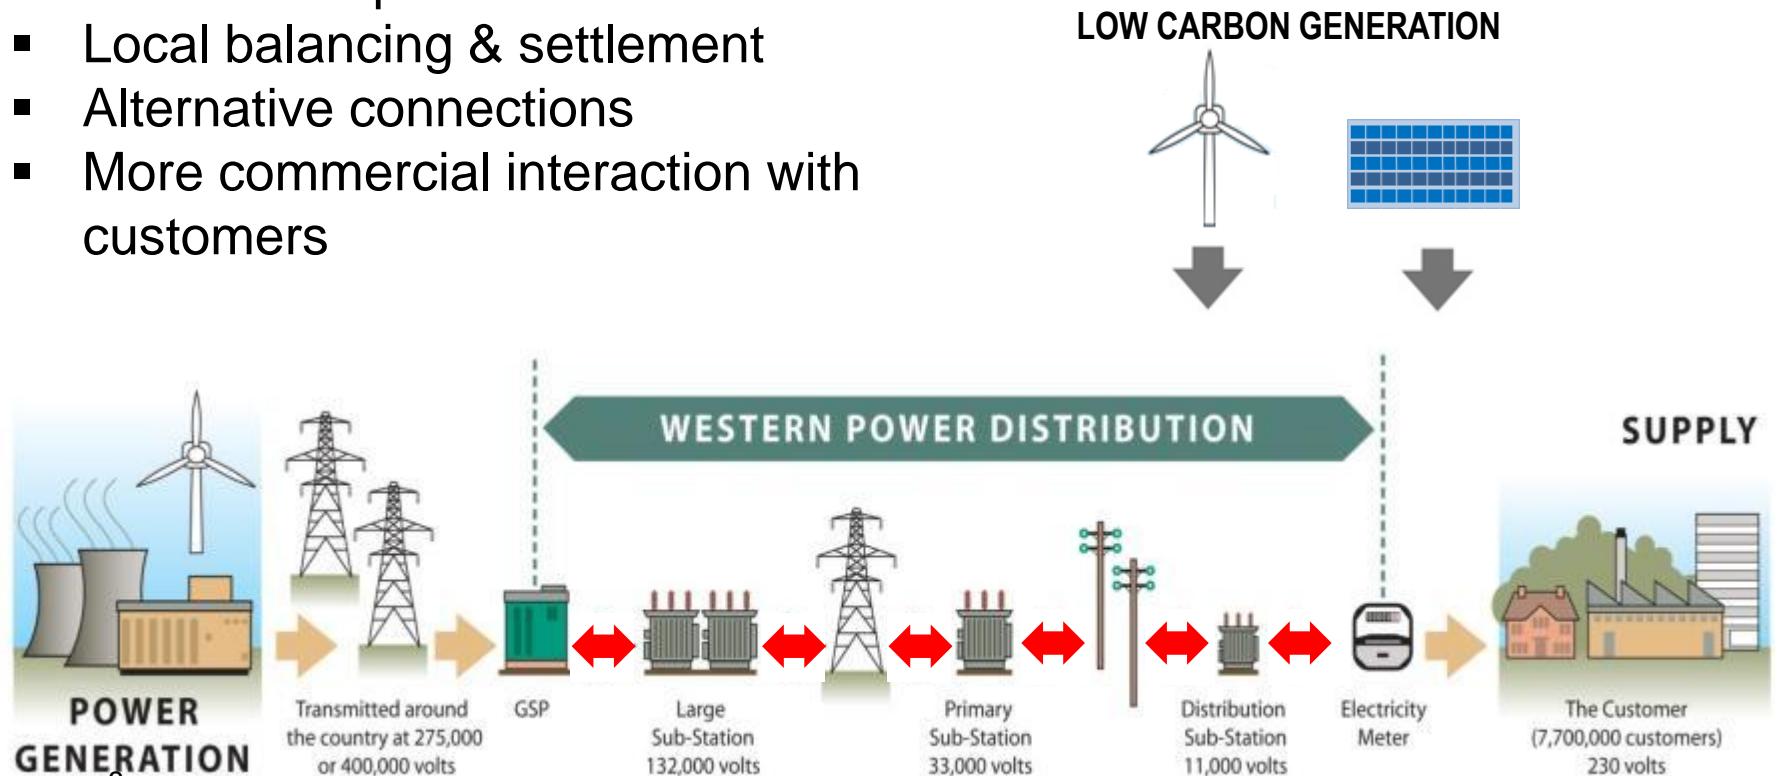 ▪ Local balancing & settlement
▪ Alternative connections
▪ More commercial interaction with
customers
LOW CARBON GENERATION
WESTERN POWER DISTRIBUTION
SUPPLY
POWER
GENERATION
Transmitted around
the country at 275,000
or 400,000 volts
GSP
Large
Sub-Station
132,000 volts
Primary
Sub-Station
33,000 volts
Distribution
Sub-Station
11,000 volts
Electricity
Meter
The Customer
(7,700,000 customers)
230 volts